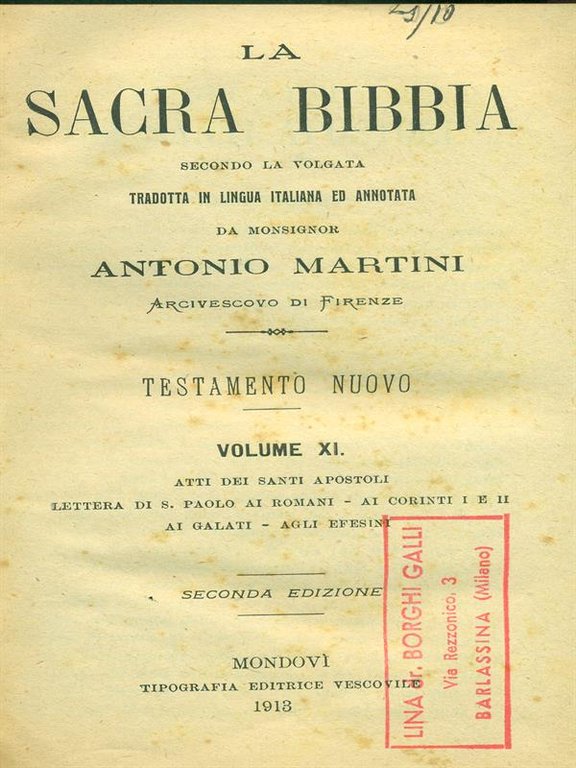 LA
SACRA BIBBIA
SECONDO LA VOLGATA
TRADOTTA IN LINGUA ITALIANA ED ANNOTATA
DA MONSIGNOR
ANTONIO MARTINI
ARCIVESCOVO DI FIRENZE
TESTAMENTO NUOVO
VOLUME XI.
ATTI DEI SANTI APOSTOLI
LETTERA DI S. PAOLO AI ROMANI - AI CORINTI I E II
AI GALATI - AGLI EFESINI
SECONDA EDIZIONE
MONDOVÌ
TIPOGRAFIA EDITRICE VESCOVILE
1913
LINA dr. BORGHI GALLI
Via Rezzonico, 3
BARLASSINA (Milano)